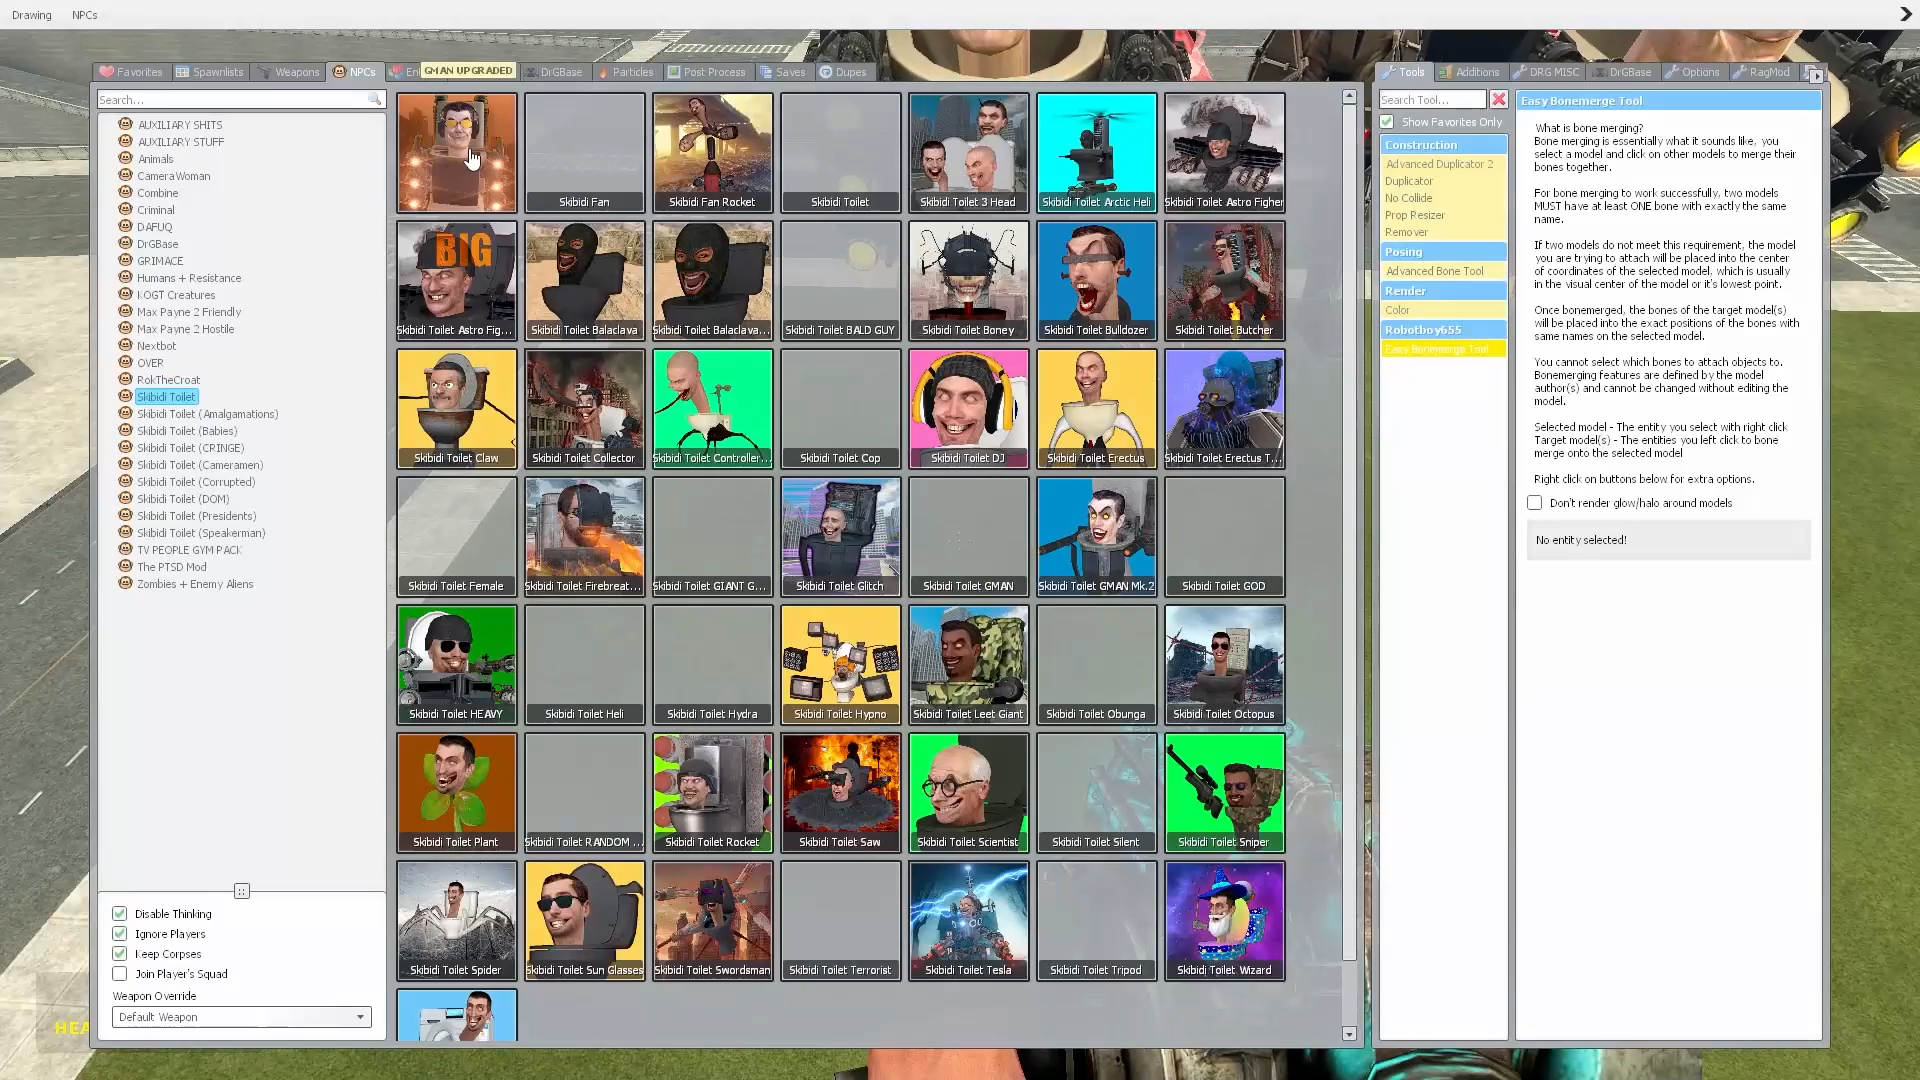 Drawing NPCs
Favorites Spawnlists Weapons NPCs En GMAN UPGRADED DrGBase Particles Post Process Saves Dupes
Search...
AUXILIARY SHITS
AUXILIARY STUFF
Animals
CameraWoman
Combine
Criminal
DAFUQ
DrGBase
GRIMACE
Humans + Resistance
KOGT Creatures
Max Payne 2 Friendly
Max Payne 2 Hostile
Nextbot
OVER
RokTheCroat
Skibidi Toilet
Skibidi Toilet (Amalgamations)
Skibidi Toilet (Babies)
Skibidi Toilet (CRINGE)
Skibidi Toilet (Cameramen)
Skibidi Toilet (Corrupted)
Skibidi Toilet (DOM)
Skibidi Toilet (Presidents)
Skibidi Toilet (Speakerman)
TV PEOPLE GYM PACK
The PTSD Mod
Zombies + Enemy Aliens
Disable Thinking
Ignore Players
Keep Corpses
Join Player's Squad
Weapon Override
Default Weapon
HEA
Skibidi Fan
Skibidi Fan Rocket
Skibidi Toilet
Skibidi Toilet 3 Head
Skibidi Toilet Arctic Heli
Skibidi Toilet Astro Figher
BIG
Skibidi Toilet Astro Fig...
Skibidi Toilet Balaclava
Skibidi Toilet Balaclava...
Skibidi Toilet BALD GUY
Skibidi Toilet Boney
Skibidi Toilet Bulldozer
Skibidi Toilet Butcher
Skibidi Toilet Claw
Skibidi Toilet Collector
Skibidi Toilet Controller...
Skibidi Toilet Cop
Skibidi Toilet DJ
Skibidi Toilet Erectus
Skibidi Toilet Erectus T...
Skibidi Toilet Female
Skibidi Toilet Firebreat...
Skibidi Toilet GIANT G...
Skibidi Toilet Glitch
Skibidi Toilet GMAN
Skibidi Toilet GMAN Mk.2
Skibidi Toilet GOD
Skibidi Toilet HEAVY
Skibidi Toilet Heli
Skibidi Toilet Hydra
Skibidi Toilet Hypno
Skibidi Toilet Leet Giant
Skibidi Toilet Obunga
Skibidi Toilet Octopus
Skibidi Toilet Plant
Skibidi Toilet RANDOM ...
Skibidi Toilet Rocket
Skibidi Toilet Saw
Skibidi Toilet Scientist
Skibidi Toilet Silent
Skibidi Toilet Sniper
Skibidi Toilet Spider
Skibidi Toilet Sun Glasses
Skibidi Toilet Swordsman
Skibidi Toilet Terrorist
Skibidi Toilet Tesla
Skibidi Toilet Tripod
Skibidi Toilet Wizard
Tools Additions DRG MISC DrGBase Options RagMod
Search Tool...
Show Favorites Only
Construction
Advanced Duplicator 2
Duplicator
No Collide
Prop Resizer
Remover
Posing
Advanced Bone Tool
Render
Color
Robotboy655
Easy Bonemerge Tool
Easy Bonemerge Tool
What is bone merging?
Bone merging is essentially what it sounds like, you
select a model and click on other models to merge their
bones together.
For bone merging to work successfully, two models
MUST have at least ONE bone with exactly the same
name.
If two models do not meet this requirement, the model
you are trying to attach will be placed into the center
of coordinates of the selected model, which is usually
in the visual center of the model or it's lowest point.
Once bonemerged, the bones of the target model(s)
will be placed into the exact positions of the bones with
same names on the selected model.
You cannot select which bones to attach objects to.
Bonemerging features are defined by the model
author(s) and cannot be changed without editing the
model.
Selected model - The entity you select with right click
Target model(s) - The entities you left click to bone
merge onto the selected model
Right click on buttons below for extra options.
Don't render glow/halo around models
No entity selected!